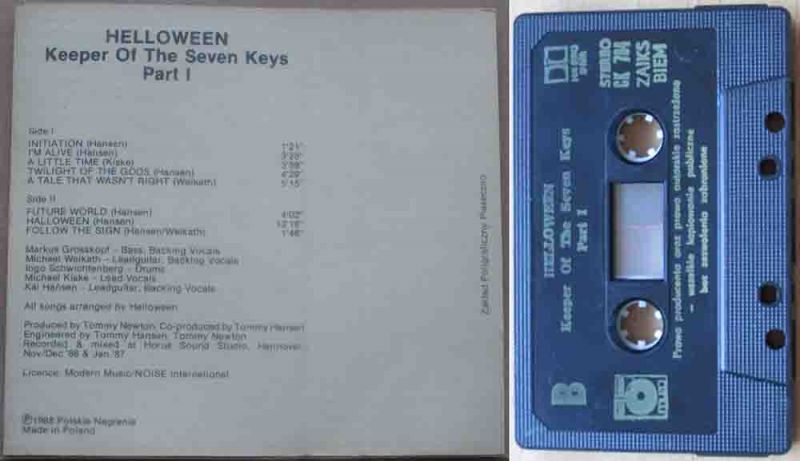 HELLOWEEN
Keeper Of The Seven Keys
Part I
Side I
INITIATION (Hansen) 1'21"
I'M ALIVE (Hansen) 3'23"
A LITTLE TIME (Kiske) 3'59"
TWILIGHT OF THE GODS (Hansen) 4'29"
A TALE THAT WASN'T RIGHT (Weikath) 5'15"
Side II
FUTURE WORLD (Hansen) 4'02"
HALLOWEEN (Hansen) 13'18"
FOLLOW THE SIGN (Hansen/Weikath) 1'46"
Markus Grosskopf - Bass, Backing Vocals
Michael Weikath - Leadguitar, Backing Vocals
Ingo Schwichtenberg - Drums
Michael Kiske - Lead Vocals
Kai Hansen - Leadguitar, Backing Vocals
All songs arranged by Helloween
Produced by Tommy Newton, Co-produced by Tommy Hansen
Engineered by Tommy Hansen, Tommy Newton
Recorded & mixed at Horus Sound Studio, Hannover
Nov/Dec '86 & Jan '87
Licence: Modern Music/NOISE International
Ⓟ 1988 Polskie Nagrania
Made in Poland
Zakład Poligraficzny Piaseczno
STEREO
CK 704
ZAIKS
BIEM
HELLOWEEN
Keeper Of The Seven Keys
Part I
Prawa producenta oraz prawa autorskie zastrzeżone
- wszelkie kopiowanie publiczne
bez zezwolenia zabronione
B